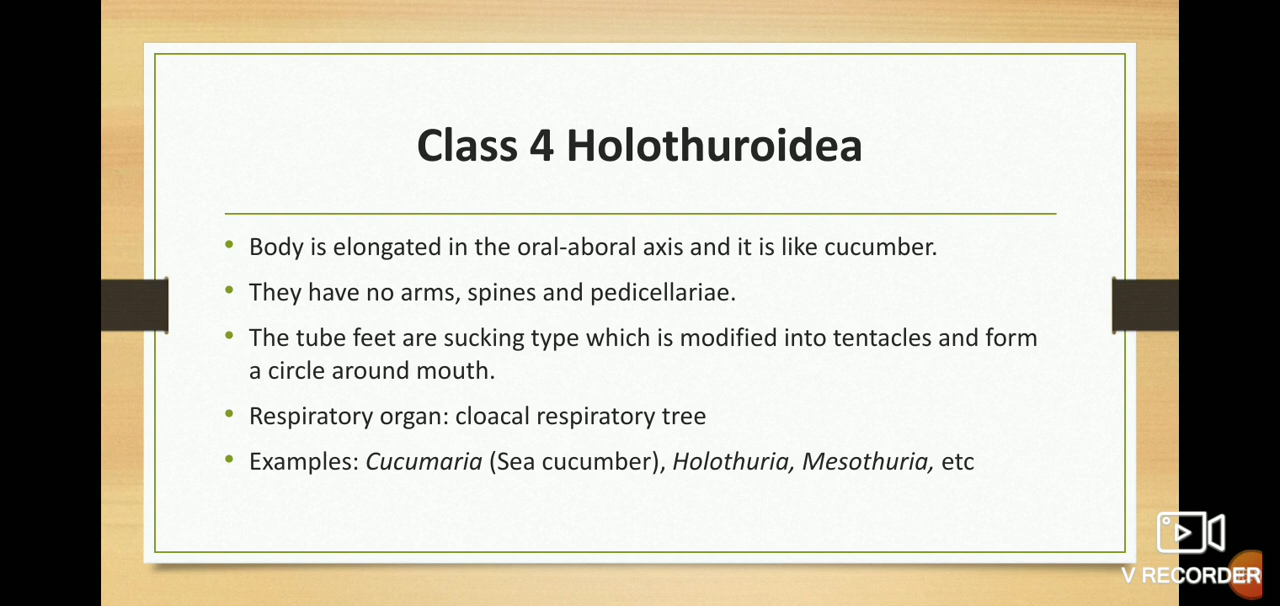 Class 4 Holothuroidea
• Body is elongated in the oral-aboral axis and it is like cucumber.
• They have no arms, spines and pedicellariae.
• The tube feet are sucking type which is modified into tentacles and form
a circle around mouth.
• Respiratory organ: cloacal respiratory tree
• Examples: Cucumaria (Sea cucumber), Holothuria, Mesothuria, etc
V RECORDER